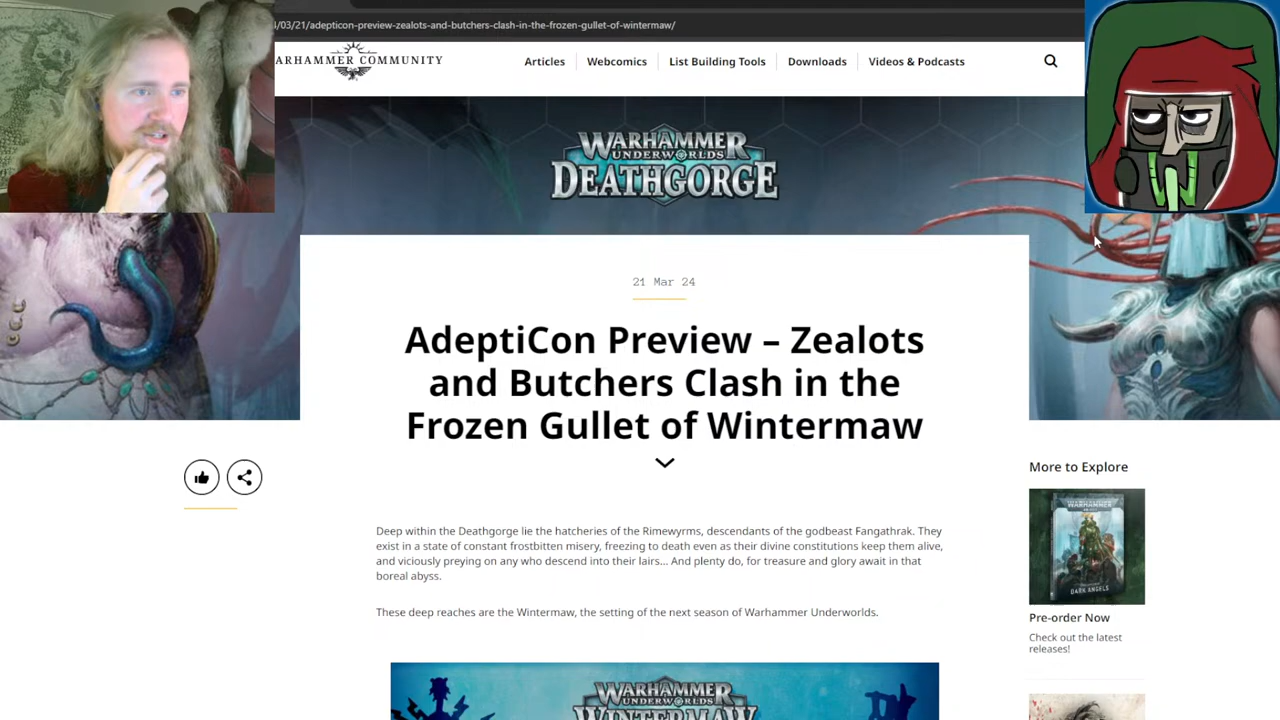 /03/21/adepticon-preview-zealots-and-butchers-clash-in-the-frozen-gullet-of-wintermaw/
ARHAMMER COMMUNITY
Articles
Webcomics
List Building Tools
Downloads
Videos & Podcasts
WARHAMMER
UNDERWORLDS
DEATHGORGE
21 Mar 24
AdeptiCon Preview – Zealots
and Butchers Clash in the
Frozen Gullet of Wintermaw
Deep within the Deathgorge lie the hatcheries of the Rimewyrms, descendants of the godbeast Fangathrak. They
exist in a state of constant frostbitten misery, freezing to death even as their divine constitutions keep them alive,
and viciously preying on any who descend into their lairs... And plenty do, for treasure and glory await in that
boreal abyss.
These deep reaches are the Wintermaw, the setting of the next season of Warhammer Underworlds.
WARHAMMER
UNDERWORLDS
WINTERMAW
More to Explore
WARHAMMER
DARK ANGELS
Pre-order Now
Check out the latest
releases!